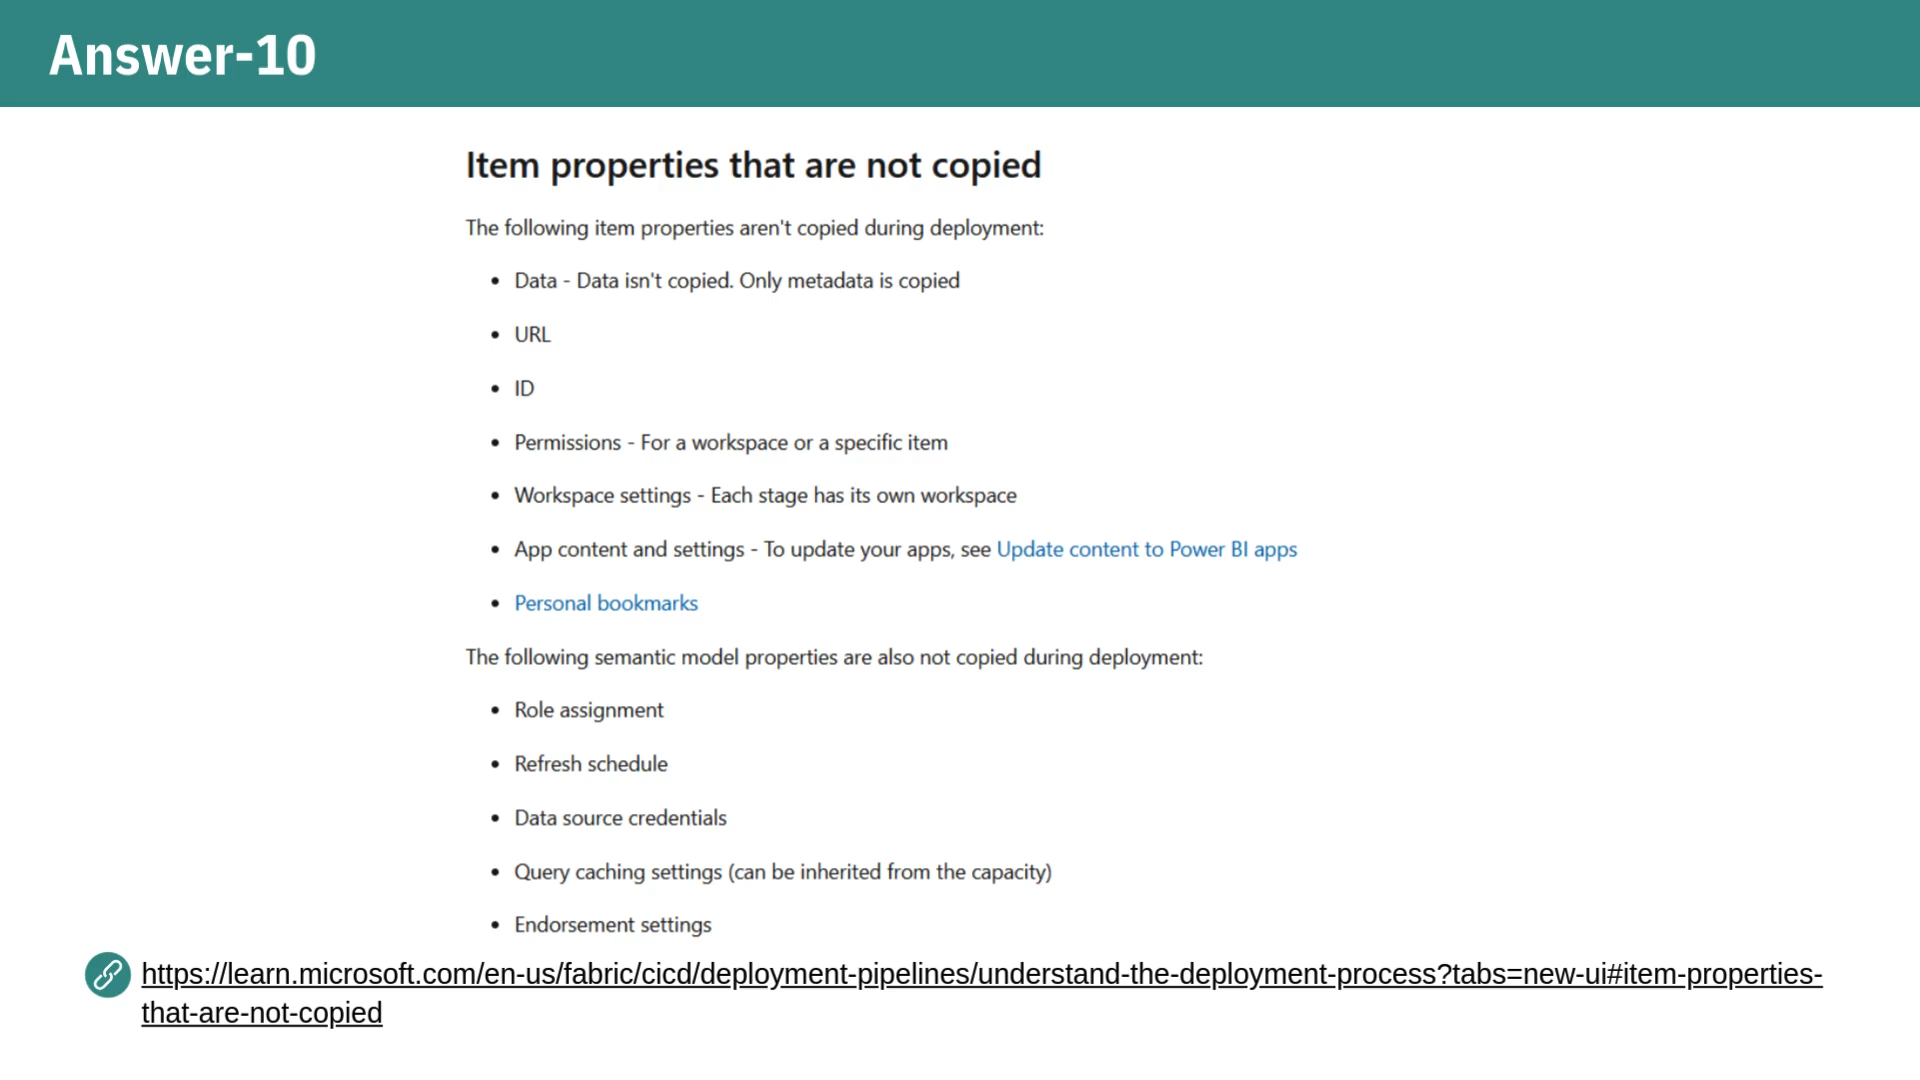 Answer-10
Item properties that are not copied
The following item properties aren't copied during deployment:
• Data - Data isn't copied. Only metadata is copied
• URL
• ID
• Permissions - For a workspace or a specific item
• Workspace settings - Each stage has its own workspace
• App content and settings - To update your apps, see Update content to Power BI apps
• Personal bookmarks
The following semantic model properties are also not copied during deployment:
• Role assignment
• Refresh schedule
• Data source credentials
• Query caching settings (can be inherited from the capacity)
• Endorsement settings
https://learn.microsoft.com/en-us/fabric/cicd/deployment-pipelines/understand-the-deployment-process?tabs=new-ui#item-properties-
that-are-not-copied